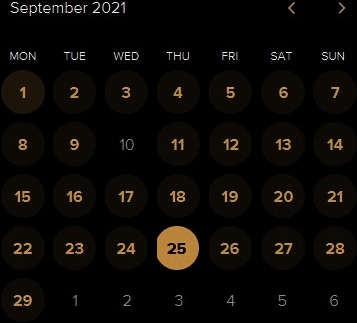 September 2021
MON TUE WED THU FRI SAT SUN
1 2 3 4 5 6 7
8 9 10 11 12 13 14
15 16 17 18 19 20 21
22 23 24 25 26 27 28
29 1 2 3 4 5 6